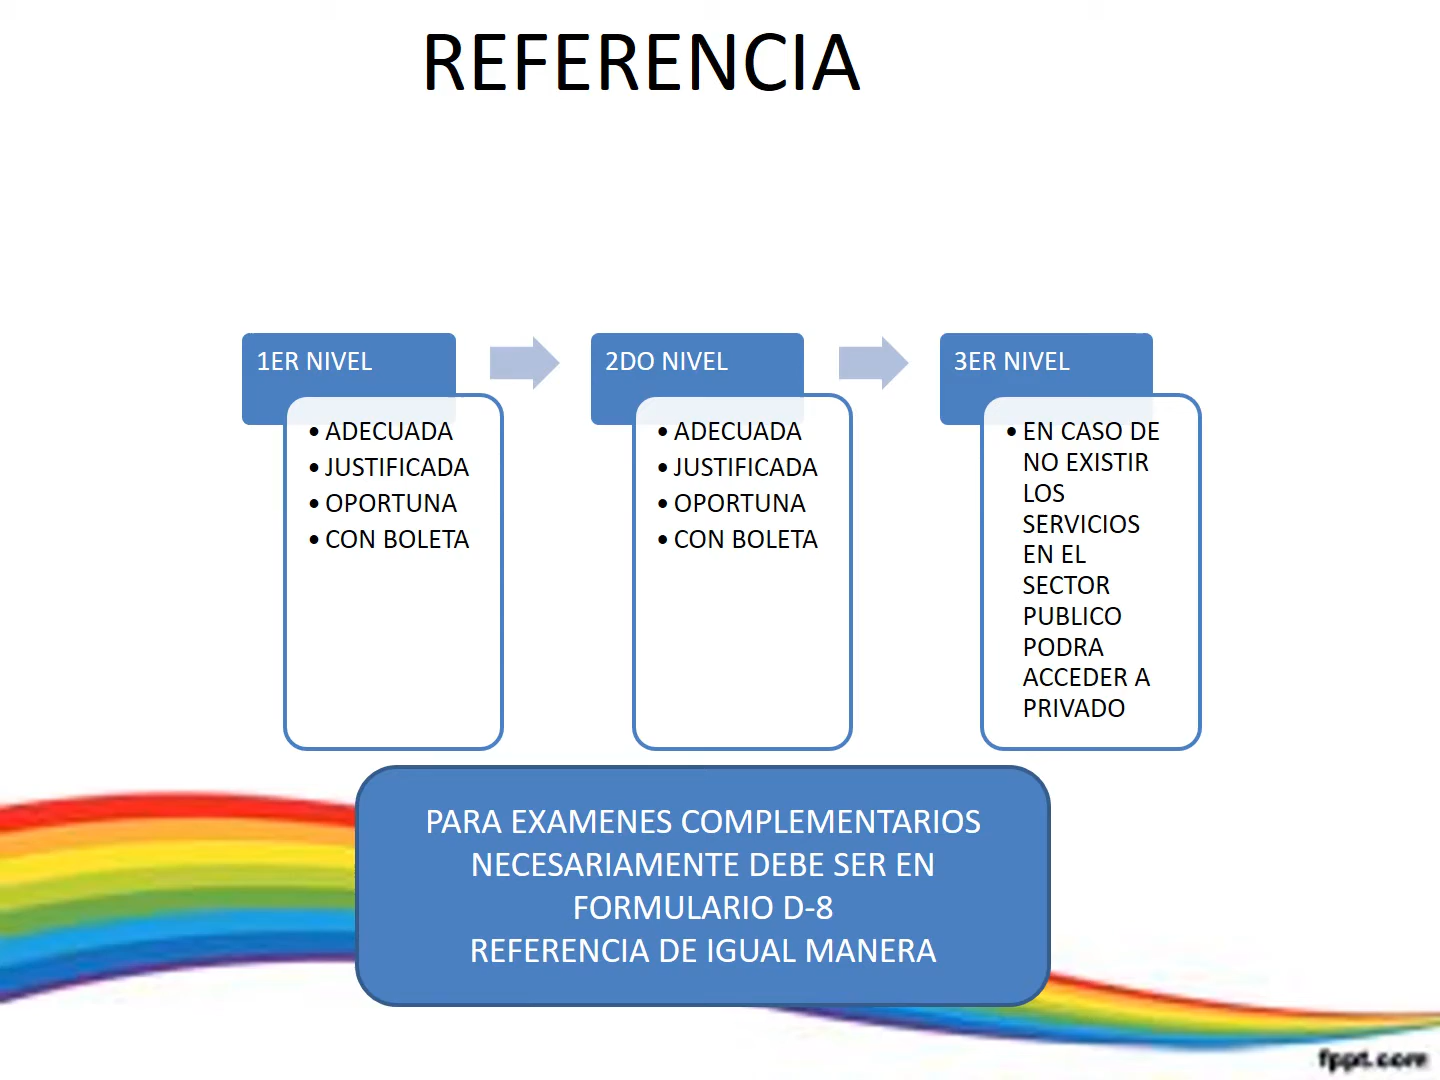 REFERENCIA
1ER NIVEL
• ADECUADA
• JUSTIFICADA
• OPORTUNA
• CON BOLETA
2DO NIVEL
• ADECUADA
• JUSTIFICADA
• OPORTUNA
• CON BOLETA
3ER NIVEL
• EN CASO DE
NO EXISTIR
LOS
SERVICIOS
EN EL
SECTOR
PUBLICO
PODRA
ACCEDER A
PRIVADO
PARA EXAMENES COMPLEMENTARIOS
NECESARIAMENTE DEBE SER EN
FORMULARIO D-8
REFERENCIA DE IGUAL MANERA
fppt.com